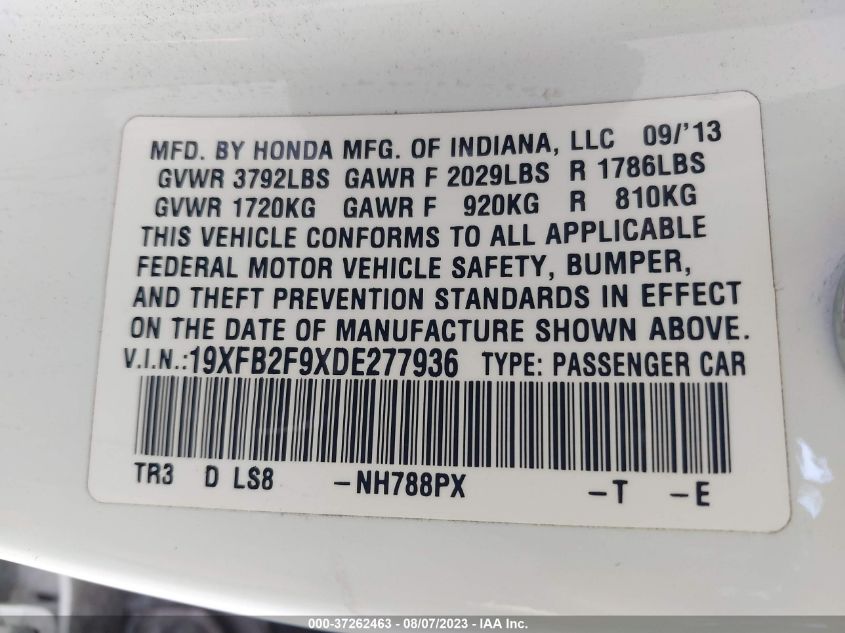 MFD. BY HONDA MFG. OF INDIANA, LLC 09/'13
GVWR 3792LBS GAWR F 2029LBS R 1786LBS
GVWR 1720KG GAWR F 920KG R 810KG
THIS VEHICLE CONFORMS TO ALL APPLICABLE
FEDERAL MOTOR VEHICLE SAFETY, BUMPER,
AND THEFT PREVENTION STANDARDS IN EFFECT
ON THE DATE OF MANUFACTURE SHOWN ABOVE.
V.I.N.:19XFB2F9XDE277936 TYPE: PASSENGER CAR
TR3 D LS8 -NH788PX -T -E
000-37262463 - 08/07/2023 - IAA Inc.